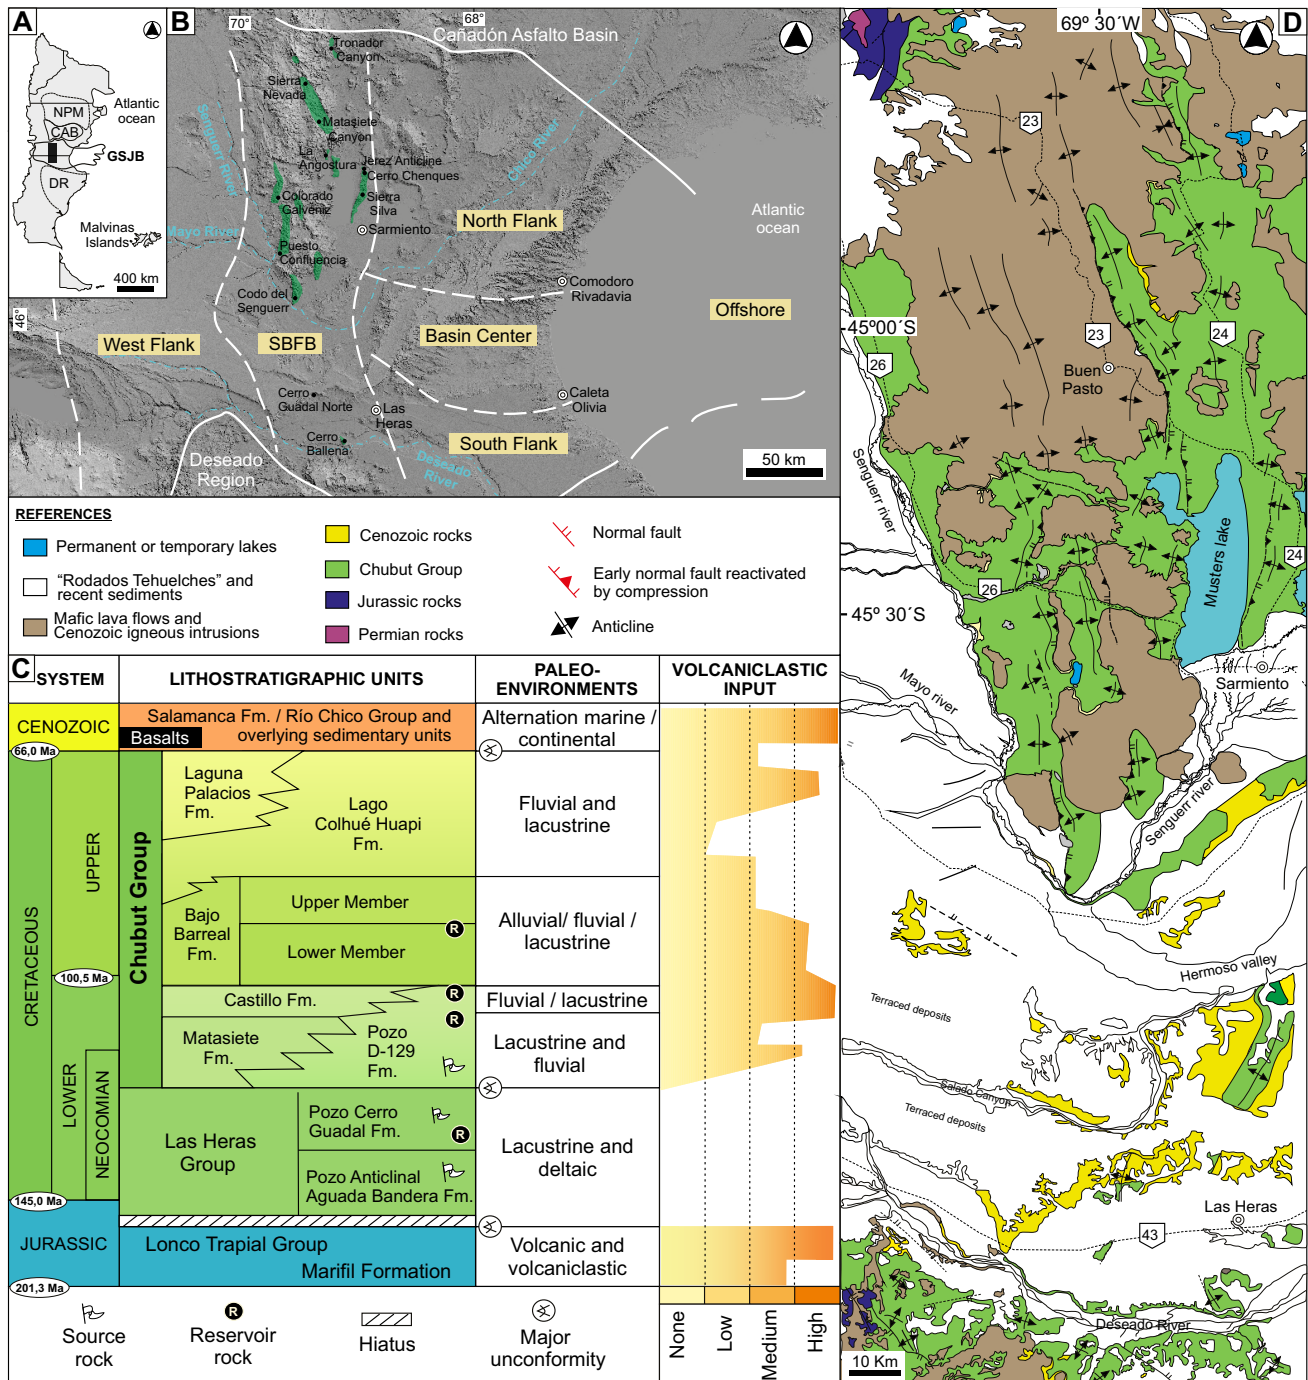 A
NPM
CAB
Atlantic
ocean
GSJB
DR
Malvinas
Islands
400 km
B
70°
68°
46°
Cañadón Asfalto Basin
Tronador
Canyon
Sierra
Nevada
Matasiete
Canyon
La
Angostura
Jerez Anticline
Cerro Chenques
Senguerr River
Chico River
Colorado
Galveniz
Sierra
Silva
Sarmiento
North Flank
Atlantic
ocean
Mayo River
Puesto
Confluencia
Codo del
Senguerr
Comodoro
Rivadavia
Offshore
West Flank
SBFB
Basin Center
Cerro
Guadal Norte
Las
Heras
Caleta
Olivia
Cerro
Ballena
South Flank
Deseado
Region
Deseado
River
50 km
REFERENCES
Permanent or temporary lakes
“Rodados Tehuelches” and
recent sediments
Mafic lava flows and
Cenozoic igneous intrusions
Cenozoic rocks
Chubut Group
Jurassic rocks
Permian rocks
Normal fault
Early normal fault reactivated
by compression
Anticline
C
SYSTEM
LITHOSTRATIGRAPHIC UNITS
PALEO-
ENVIRONMENTS
VOLCANICLASTIC
INPUT
CENOZOIC
Salamanca Fm. / Río Chico Group and
overlying sedimentary units
Basalts
Alternation marine /
continental
66,0 Ma
CRETACEOUS
UPPER
Chubut Group
Laguna
Palacios
Fm.
Lago
Colhué Huapi
Fm.
Fluvial and
lacustrine
Bajo
Barreal
Fm.
Upper Member
Lower Member
R
Alluvial/ fluvial /
lacustrine
100,5 Ma
LOWER
NEOCOMIAN
Castillo Fm.
R
Fluvial / lacustrine
Matasiete
Fm.
Pozo
D-129
Fm.
R
Lacustrine and
fluvial
Las Heras
Group
Pozo Cerro
Guadal Fm.
R
Pozo Anticlinal
Aguada Bandera Fm.
Lacustrine and
deltaic
145,0 Ma
JURASSIC
Lonco Trapial Group
Marifil Formation
Volcanic and
volcaniclastic
201,3 Ma
Source
rock
R
Reservoir
rock
Hiatus
Major
unconformity
None
Low
Medium
High
D
69º 30´W
23
45º00´S
23
24
26
Buen
Pasto
Senguerr river
Musters lake
24
26
45º 30´S
Mayo river
Sarmiento
Senguerr river
Hermoso valley
Terraced deposits
Salado Canyon
Terraced deposits
Las Heras
43
Deseado River
10 Km